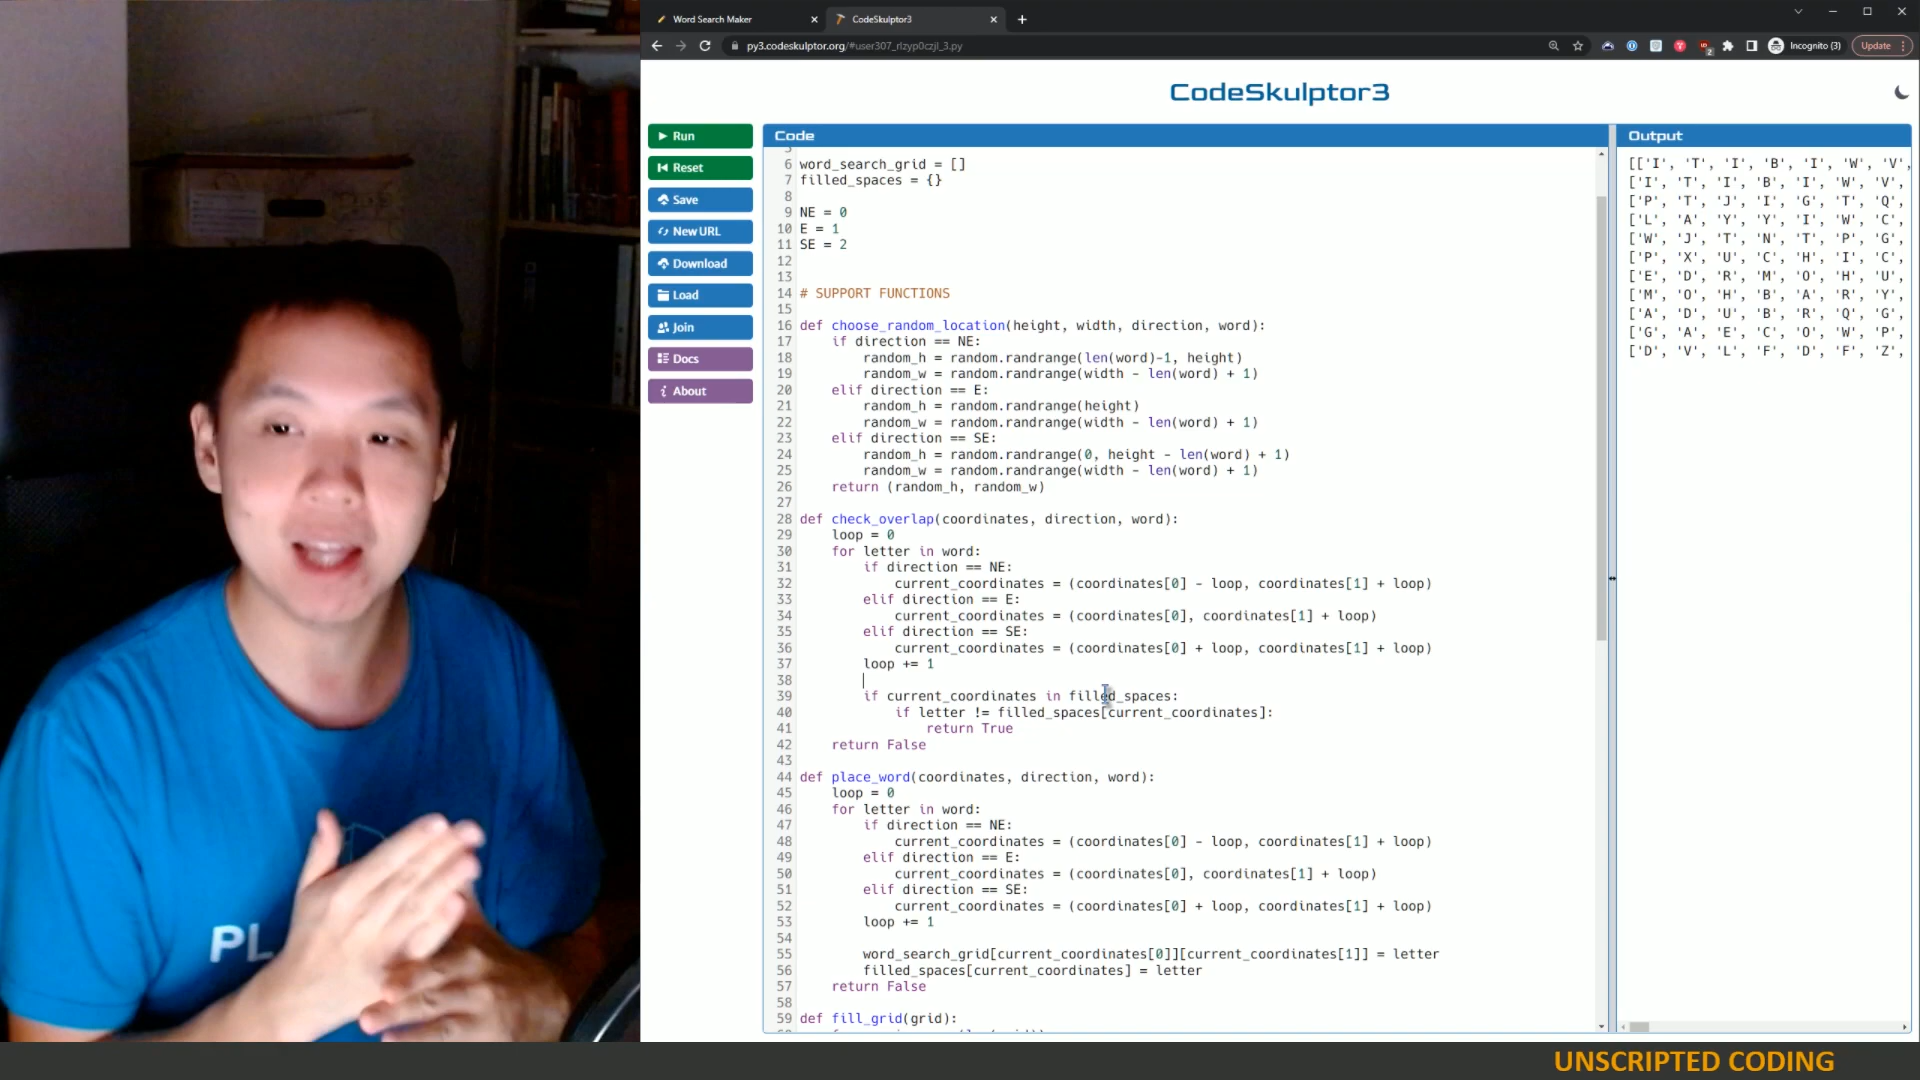 Word Search Maker
CodeSkulptor3
py3.codeskulptor.org/#user307_rlzyp0czjl_3.py
Incognito (3)
Update
CodeSkulptor3
Run
Reset
Save
New URL
Download
Load
Join
Docs
About
Code
6 word_search_grid = []
7 filled_spaces = {}
8
9 NE = 0
10 E = 1
11 SE = 2
12
13
14 # SUPPORT FUNCTIONS
15
16 def choose_random_location(height, width, direction, word):
17 if direction == NE:
18 random_h = random.randrange(len(word)-1, height)
19 random_w = random.randrange(width - len(word) + 1)
20 elif direction == E:
21 random_h = random.randrange(height)
22 random_w = random.randrange(width - len(word) + 1)
23 elif direction == SE:
24 random_h = random.randrange(0, height - len(word) + 1)
25 random_w = random.randrange(width - len(word) + 1)
26 return (random_h, random_w)
27
28 def check_overlap(coordinates, direction, word):
29 loop = 0
30 for letter in word:
31 if direction == NE:
32 current_coordinates = (coordinates[0] - loop, coordinates[1] + loop)
33 elif direction == E:
34 current_coordinates = (coordinates[0], coordinates[1] + loop)
35 elif direction == SE:
36 current_coordinates = (coordinates[0] + loop, coordinates[1] + loop)
37 loop += 1
38
39 if current_coordinates in filled_spaces:
40 if letter != filled_spaces[current_coordinates]:
41 return True
42 return False
43
44 def place_word(coordinates, direction, word):
45 loop = 0
46 for letter in word:
47 if direction == NE:
48 current_coordinates = (coordinates[0] - loop, coordinates[1] + loop)
49 elif direction == E:
50 current_coordinates = (coordinates[0], coordinates[1] + loop)
51 elif direction == SE:
52 current_coordinates = (coordinates[0] + loop, coordinates[1] + loop)
53 loop += 1
54
55 word_search_grid[current_coordinates[0]][current_coordinates[1]] = letter
56 filled_spaces[current_coordinates] = letter
57 return False
58
59 def fill_grid(grid):
Output
[['I', 'T', 'I', 'B', 'I', 'W', 'V',
['I', 'T', 'I', 'B', 'I', 'W', 'V',
['P', 'T', 'J', 'I', 'G', 'T', 'Q',
['L', 'A', 'Y', 'Y', 'I', 'W', 'C',
['W', 'J', 'T', 'N', 'T', 'P', 'G',
['P', 'X', 'U', 'C', 'H', 'I', 'C',
['E', 'D', 'R', 'M', 'O', 'H', 'U',
['M', 'O', 'H', 'B', 'A', 'R', 'Y',
['A', 'D', 'U', 'B', 'R', 'Q', 'G',
['G', 'A', 'E', 'C', 'O', 'W', 'P',
['D', 'V', 'L', 'F', 'D', 'F', 'Z',
PL
UNSCRIPTED CODING